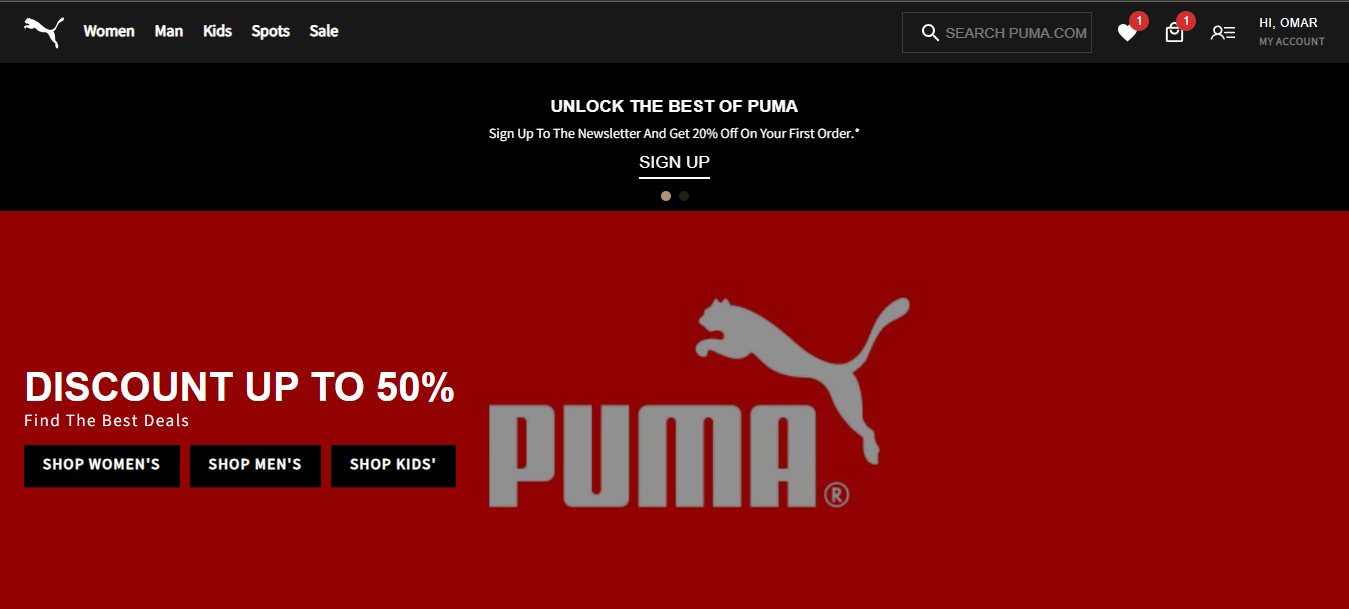 Women Man Kids Spots Sale
SEARCH PUMA.COM
1
1
HI, OMAR
MY ACCOUNT
UNLOCK THE BEST OF PUMA
Sign Up To The Newsletter And Get 20% Off On Your First Order.*
SIGN UP
DISCOUNT UP TO 50%
Find The Best Deals
SHOP WOMEN'S SHOP MEN'S SHOP KIDS'
PUMA®